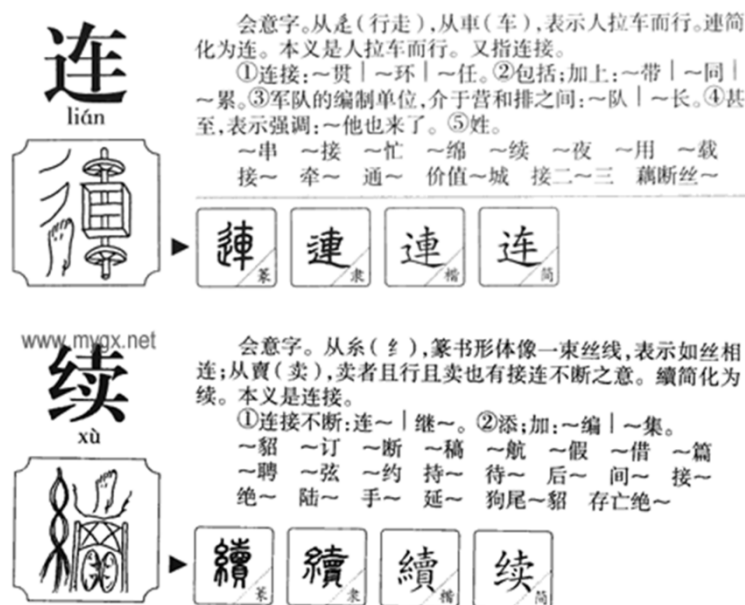 连
lián
会意字。从辵(行走),从車(车),表示人拉车而行。連简
化为连。本义是人拉车而行。又指连接。
①连接:~贯|~环|~任。②包括;加上:~带|~同|
~累。③军队的编制单位,介于营和排之间:~队|~长。④甚
至,表示强调:~他也来了。⑤姓。
~串 ~接 ~忙 ~绵 ~续 ~夜 ~用 ~载
接~ 牵~ 通~ 价值~城 接二~三 藕断丝~
連 篆 連 隶 連 楷 连 简
www.mygx.net
续
xù
会意字。从糸(纟),篆书形体像一束丝线,表示如丝相
连;从賣(卖),卖者且行且卖也有接连不断之意。續简化为
续。本义是连接。
①连接不断:连~|继~。②添;加:~编|~集。
~貂 ~订 ~断 ~稿 ~航 ~假 ~借 ~篇
~聘 ~弦 ~约 持~ 待~ 后~ 间~ 接~
绝~ 陆~ 手~ 延~ 狗尾~貂 存亡绝~
續 篆 續 隶 續 楷 续 简